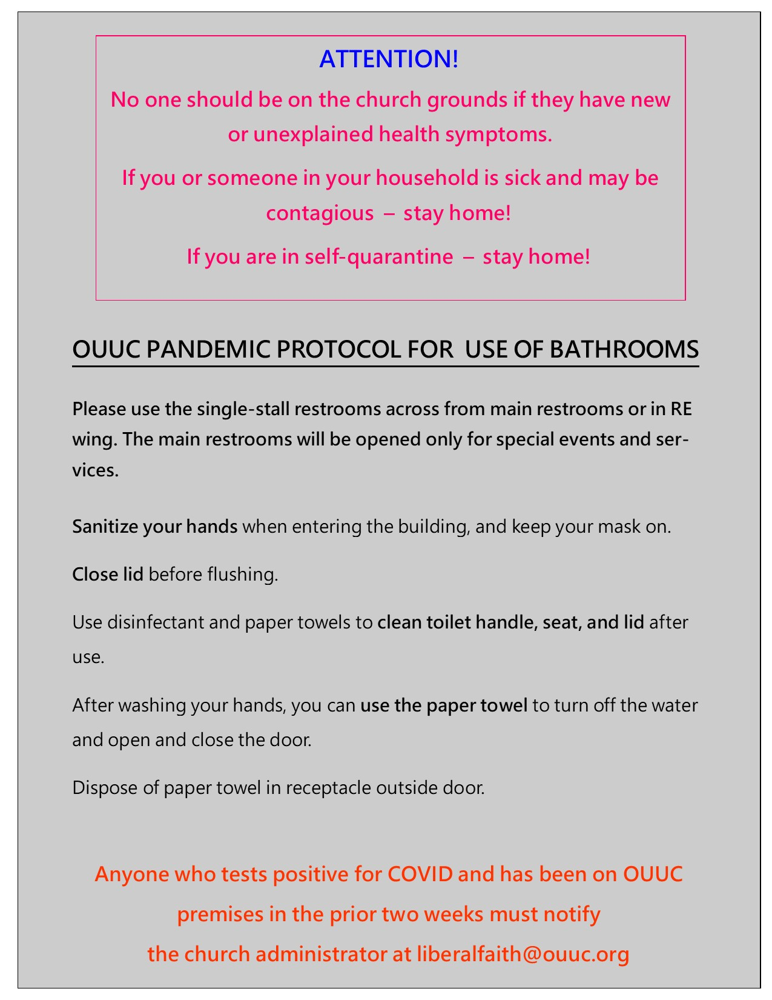 ATTENTION!
No one should be on the church grounds if they have new
or unexplained health symptoms.
If you or someone in your household is sick and may be
contagious – stay home!
If you are in self-quarantine – stay home!
OUUC PANDEMIC PROTOCOL FOR USE OF BATHROOMS
Please use the single-stall restrooms across from main restrooms or in RE
wing. The main restrooms will be opened only for special events and ser-
vices.
Sanitize your hands when entering the building, and keep your mask on.
Close lid before flushing.
Use disinfectant and paper towels to clean toilet handle, seat, and lid after
use.
After washing your hands, you can use the paper towel to turn off the water
and open and close the door.
Dispose of paper towel in receptacle outside door.
Anyone who tests positive for COVID and has been on OUUC
premises in the prior two weeks must notify
the church administrator at liberalfaith@ouuc.org